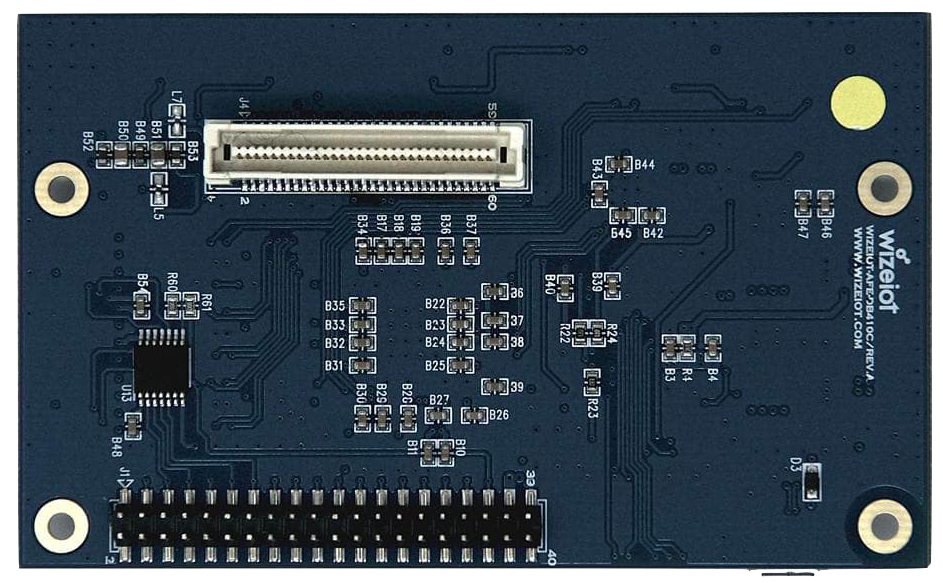 L7
J4
59
B52
B50
B49
B51
B53
L5
2
60
B43
B44
B45
B42
B47
B46
wizeiot
WIZEIOT-AFE-DB410C/REV.A
WWW.WIZEIOT.COM
B34
B17
B18
B19
B36
B37
B40
B39
B54
R60
R61
B35
B33
B32
B31
B22
B23
B24
B25
36
37
38
39
R22
R24
R23
B3
R4
B4
U13
B48
B30
B29
B27
B26
B11
B10
J1
39
2
40
D3